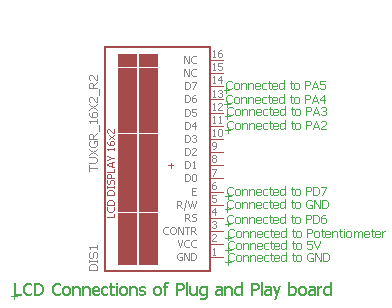 NC 16
NC 15
D7 14 Connected to PA5
D6 13 Connected to PA4
D5 12 Connected to PA3
D4 11 Connected to PA2
D3 10
D2 9
D1 8
D0 7
E 6 Connected to PD7
R/W 5 Connected to GND
RS 4 Connected to PD6
CONTR 3 Connected to Potentiometer
VCC 2 Connected to 5V
GND 1 Connected to GND
TUXGR_16X2_R2
LCD DISPLAY 16x2
DIS1
LCD Connections of Plug and Play board